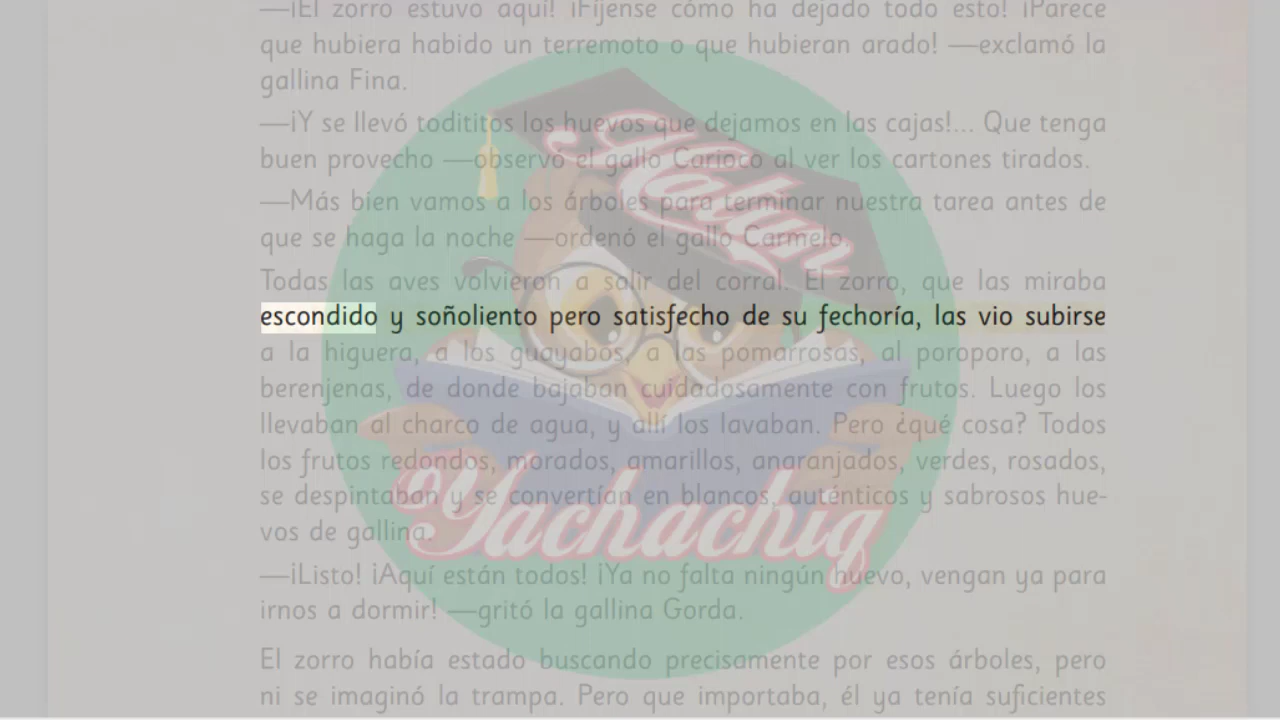 —¡El zorro estuvo aquí! ¡Fíjense cómo ha dejado todo esto! ¡Parece
que hubiera habido un terremoto o que hubieran arado! —exclamó la
gallina Fina.
—¡Y se llevó todititos los huevos que dejamos en las cajas!... Que tenga
buen provecho —observó el gallo Carioco al ver los cartones tirados.
—Más bien vamos a los árboles para terminar nuestra tarea antes de
que se haga la noche —ordenó el gallo Carmelo.
Todas las aves volvieron a salir del corral. El zorro, que las miraba
escondido y soñoliento pero satisfecho de su fechoría, las vio subirse
a la higuera, a los guayabos, a las pomarrosas, al poroporo, a las
berenjenas, de donde bajaban cuidadosamente con frutos. Luego los
llevaban al charco de agua, y allí los lavaban. Pero ¿qué cosa? Todos
los frutos redondos, morados, amarillos, anaranjados, verdes, rosados,
se despintaban y se convertían en blancos, auténticos y sabrosos hue-
vos de gallina.
—¡Listo! ¡Aquí están todos! ¡Ya no falta ningún huevo, vengan ya para
irnos a dormir! —gritó la gallina Gorda.
El zorro había estado buscando precisamente por esos árboles, pero
ni se imaginó la trampa. Pero que importaba, él ya tenía suficientes
Hatun
Yachachiq